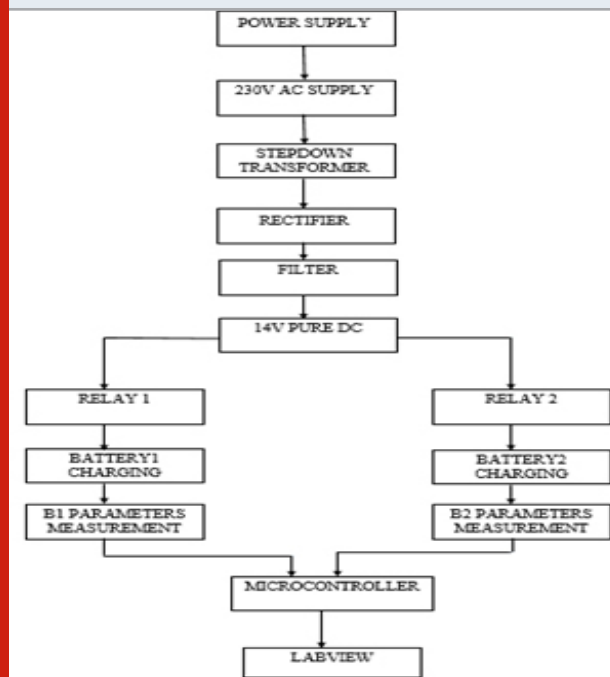 POWER SUPPLY
230V AC SUPPLY
STEPDOWN
TRANSFORMER
RECTIFIER
FILTER
14V PURE DC
RELAY 1
RELAY 2
BATTERY1
CHARGING
BATTERY2
CHARGING
B1 PARAMETERS
MEASUREMENT
B2 PARAMETERS
MEASUREMENT
MICROCONTROLLER
LABVIEW